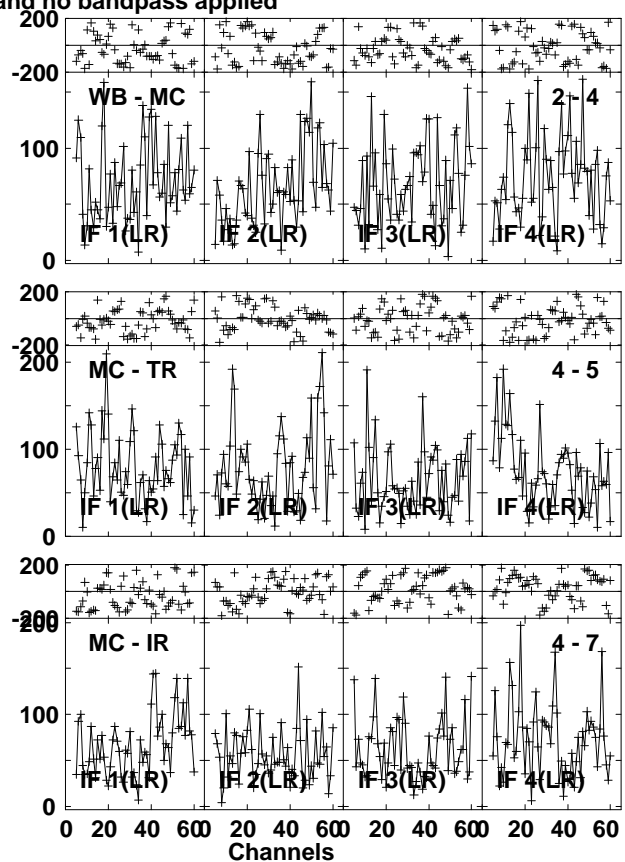 and no bandpass applied
200
-200
WB - MC 2 - 4
100
IF 1(LR) IF 2(LR) IF 3(LR) IF 4(LR)
0
200
-200
200
MC - TR 4 - 5
100
IF 1(LR) IF 2(LR) IF 3(LR) IF 4(LR)
0
200
-200
200
MC - IR 4 - 7
100
IF 1(LR) IF 2(LR) IF 3(LR) IF 4(LR)
0
0 20 40 60 0 20 40 60 0 20 40 60 0 20 40 60
Channels